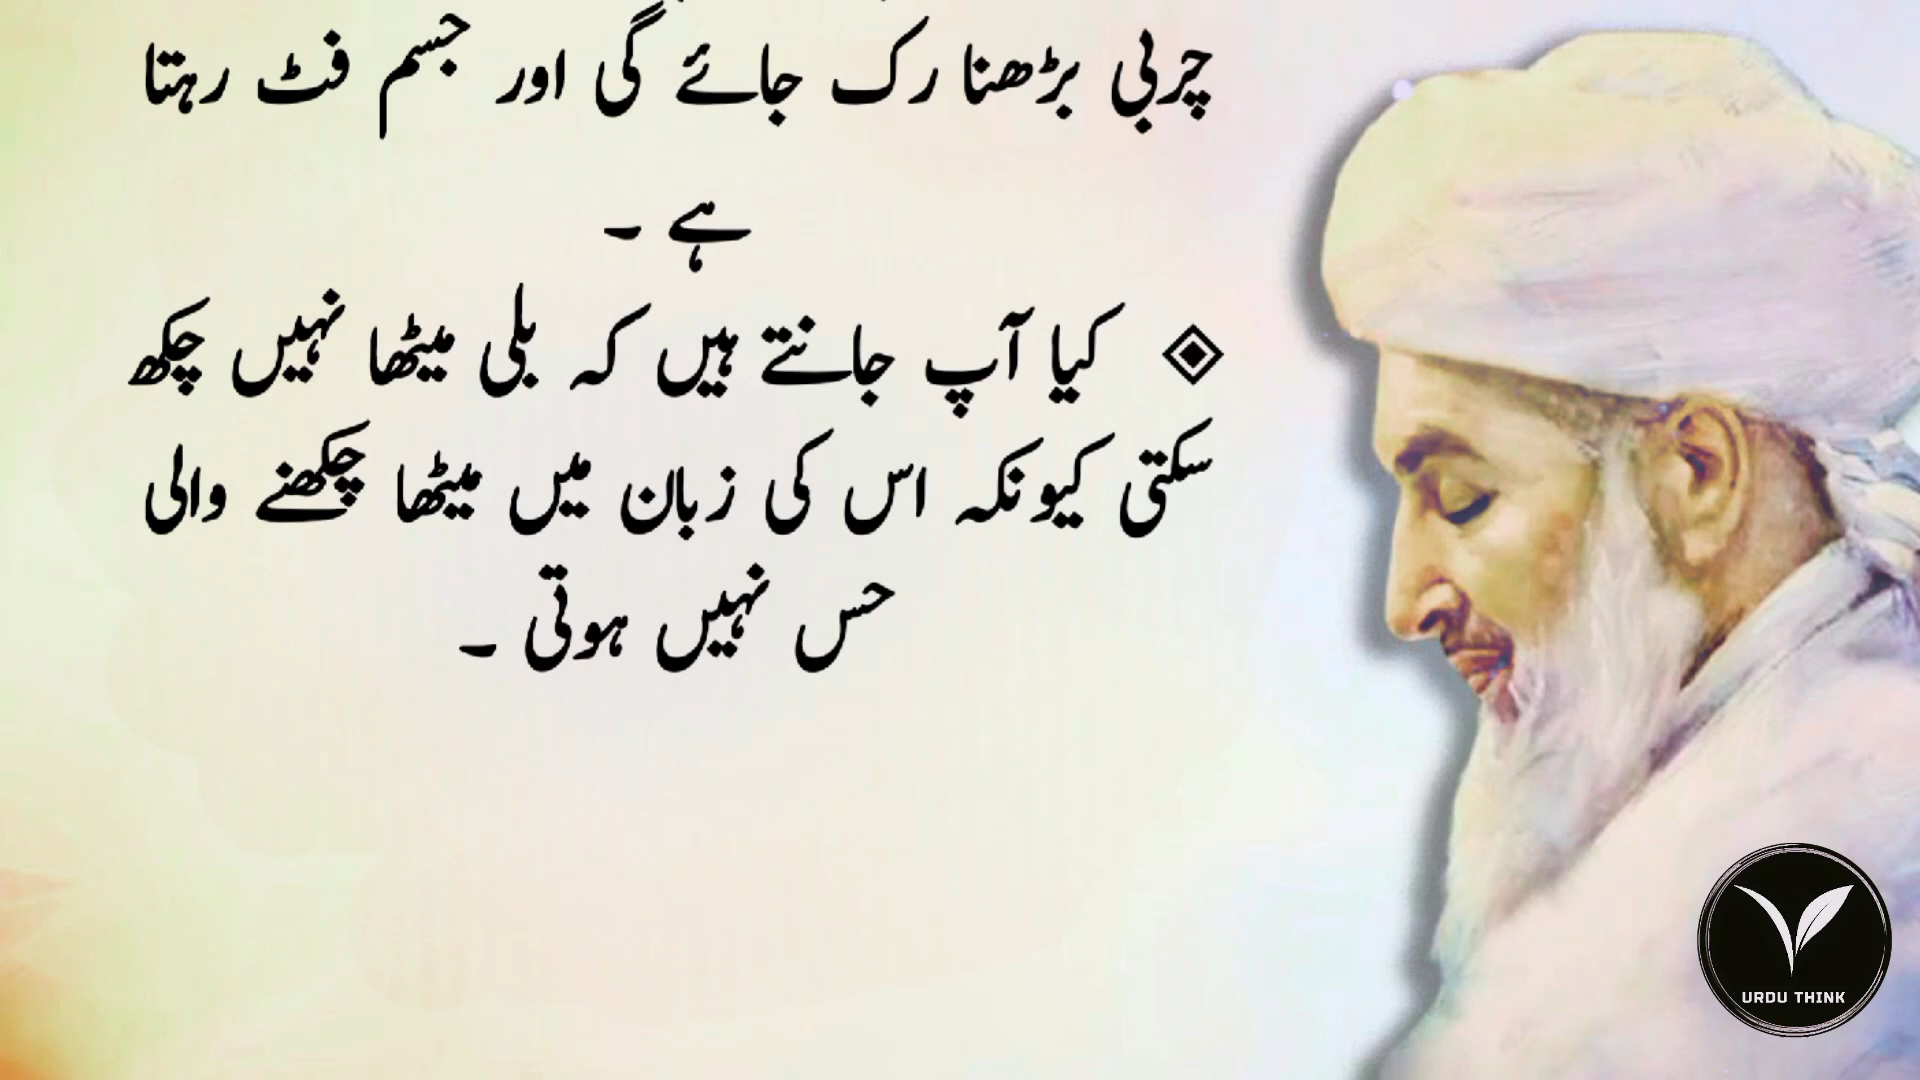 چربی بڑھنا رک جائے گی اور جسم فٹ رہتا
ہے ۔
◈ کیا آپ جانتے ہیں کہ بلی میٹھا نہیں چکھ
سکتی کیونکہ اس کی زبان میں میٹھا چکھنے والی
حس نہیں ہوتی ۔
URDU THINK